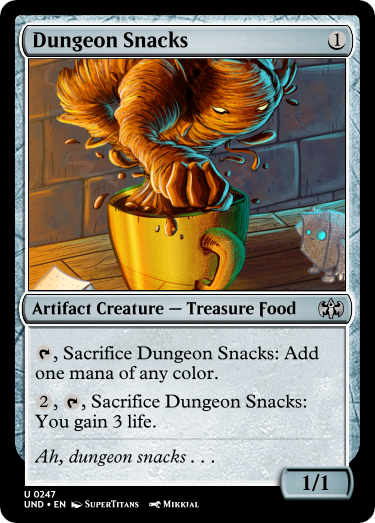 Dungeon Snacks 1
Artifact Creature — Treasure Food
, Sacrifice Dungeon Snacks: Add
one mana of any color.
2 , , Sacrifice Dungeon Snacks:
You gain 3 life.
Ah, dungeon snacks . . .
1/1
U 0247
UND • EN SuperTitans Mikkial